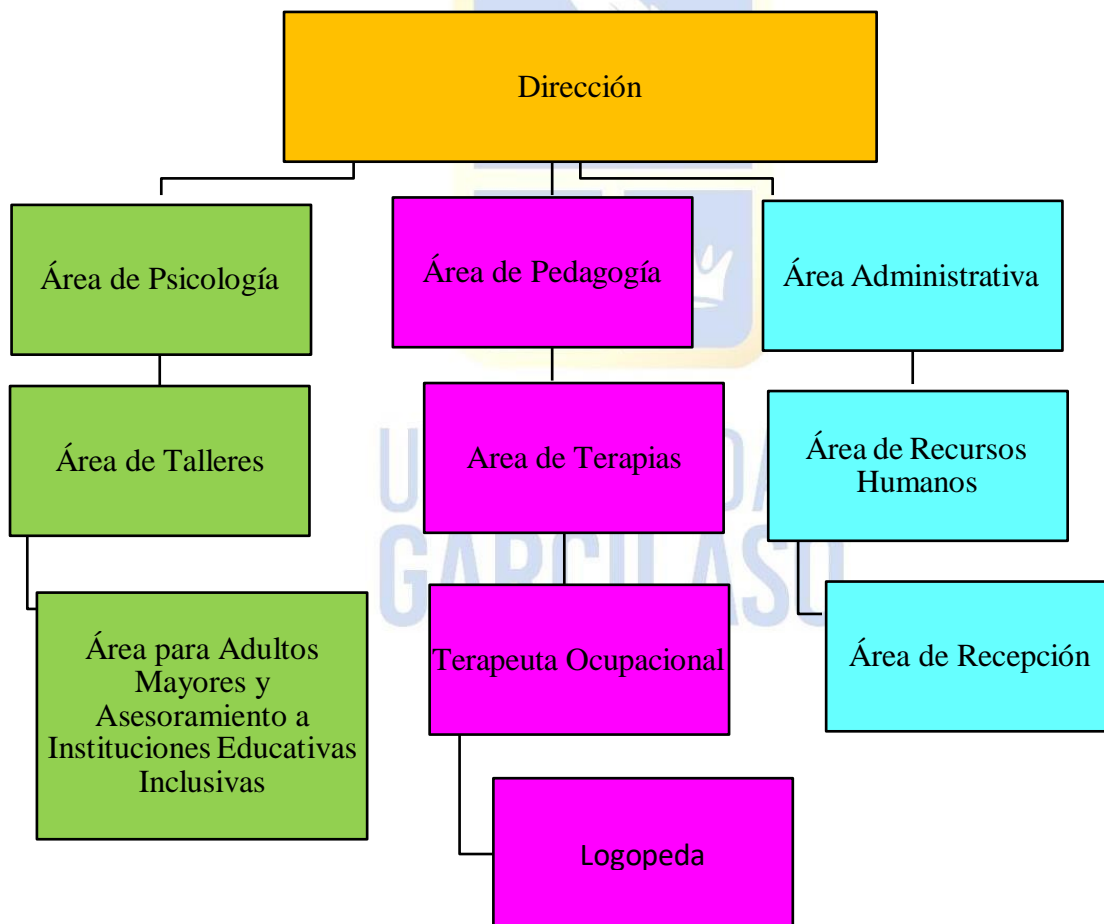 Dirección
Área de Psicología
Área de Pedagogía
Área Administrativa
Área de Talleres
Area de Terapias
Área de Recursos
Humanos
Área para Adultos
Mayores y
Asesoramiento a
Instituciones Educativas
Inclusivas
Terapeuta Ocupacional
Área de Recepción
Logopeda